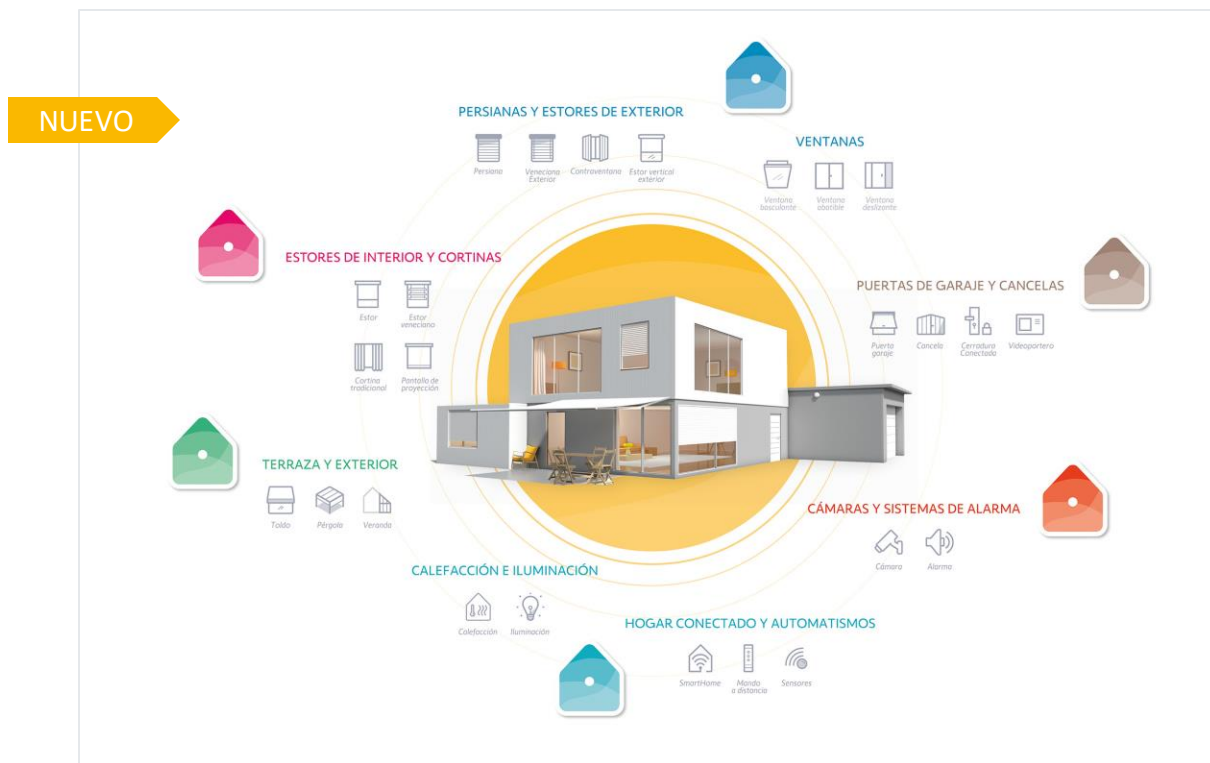 NUEVO
PERSIANAS Y ESTORES DE EXTERIOR
Persiana
Veneciana
Exterior
Contraventana
Estor vertical
exterior
VENTANAS
Ventana
basculante
Ventana
abatible
Ventana
deslizante
ESTORES DE INTERIOR Y CORTINAS
Estor
Estor
veneciano
Cortina
tradicional
Pantalla de
proyección
PUERTAS DE GARAJE Y CANCELAS
Puerta
garaje
Cancela
Cerradura
Conectada
Videoportero
TERRAZA Y EXTERIOR
Toldo
Pérgola
Veranda
CÁMARAS Y SISTEMAS DE ALARMA
Cámara
Alarma
CALEFACCIÓN E ILUMINACIÓN
Calefacción
Iluminación
HOGAR CONECTADO Y AUTOMATISMOS
SmartHome
Mando
a distancia
Sensores